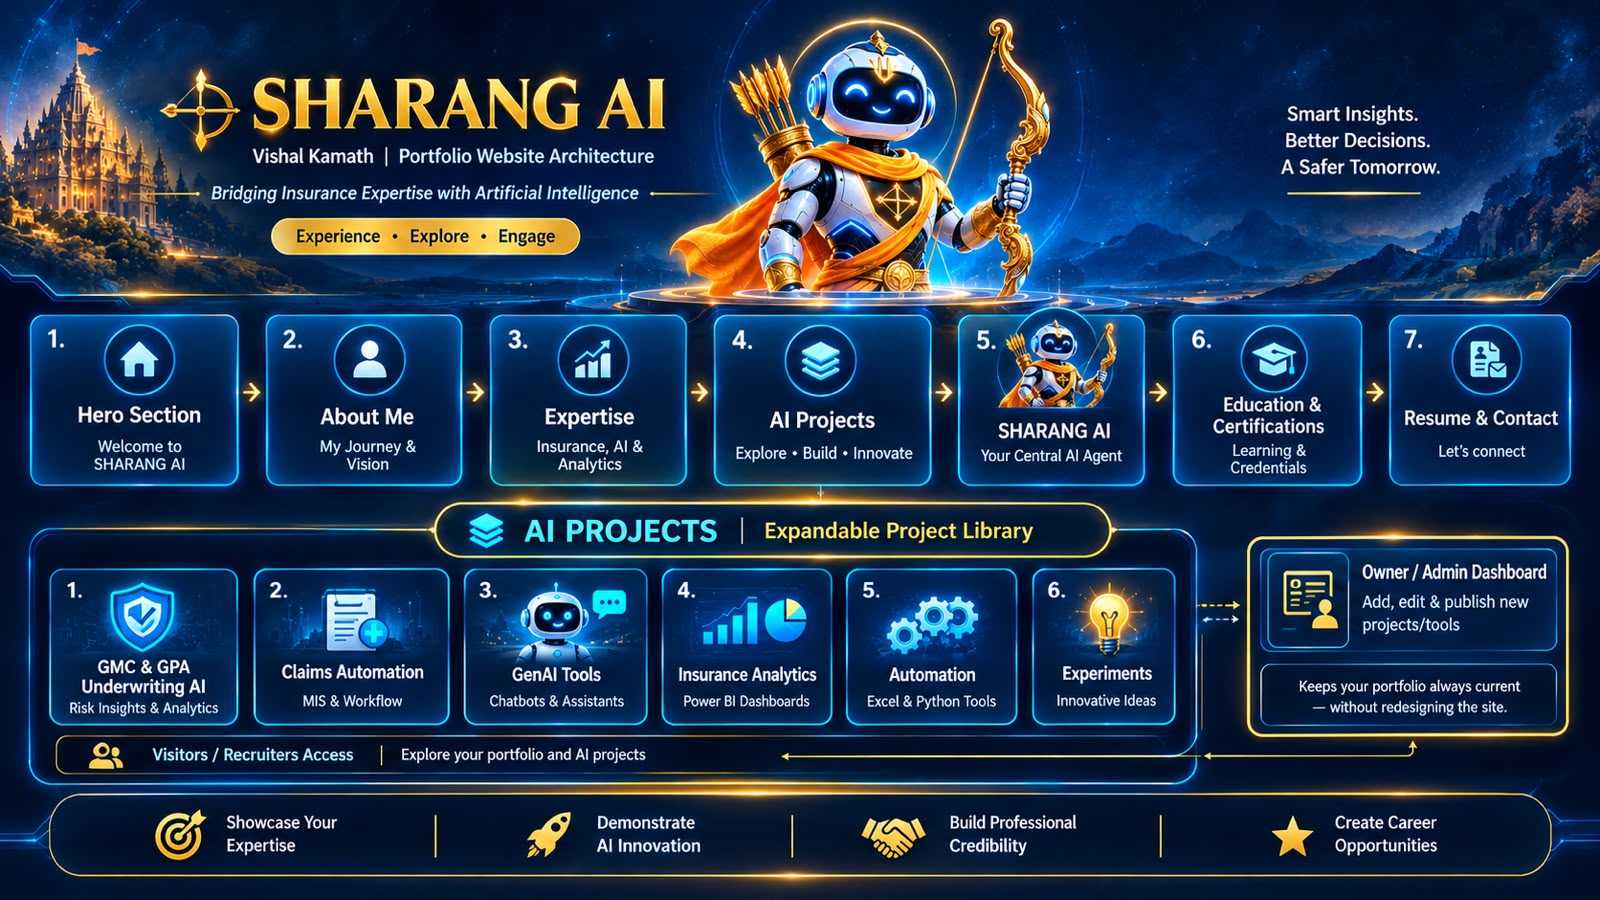 SHARANG AI
Vishal Kamath | Portfolio Website Architecture
Bridging Insurance Expertise with Artificial Intelligence
Experience • Explore • Engage
Smart Insights.
Better Decisions.
A Safer Tomorrow.
1.
Hero Section
Welcome to
SHARANG AI
2.
About Me
My Journey &
Vision
3.
Expertise
Insurance, AI &
Analytics
4.
AI Projects
Explore • Build • Innovate
5.
SHARANG AI
Your Central AI Agent
6.
Education &
Certifications
Learning &
Credentials
7.
Resume & Contact
Let's connect
AI PROJECTS | Expandable Project Library
1.
GMC & GPA
Underwriting AI
Risk Insights & Analytics
2.
Claims Automation
MIS & Workflow
3.
GenAI Tools
Chatbots & Assistants
4.
Insurance Analytics
Power BI Dashboards
5.
Automation
Excel & Python Tools
6.
Experiments
Innovative Ideas
Owner / Admin Dashboard
Add, edit & publish new
projects/tools
Keeps your portfolio always current
— without redesigning the site.
Visitors / Recruiters Access | Explore your portfolio and AI projects
Showcase Your
Expertise
Demonstrate
AI Innovation
Build Professional
Credibility
Create Career
Opportunities